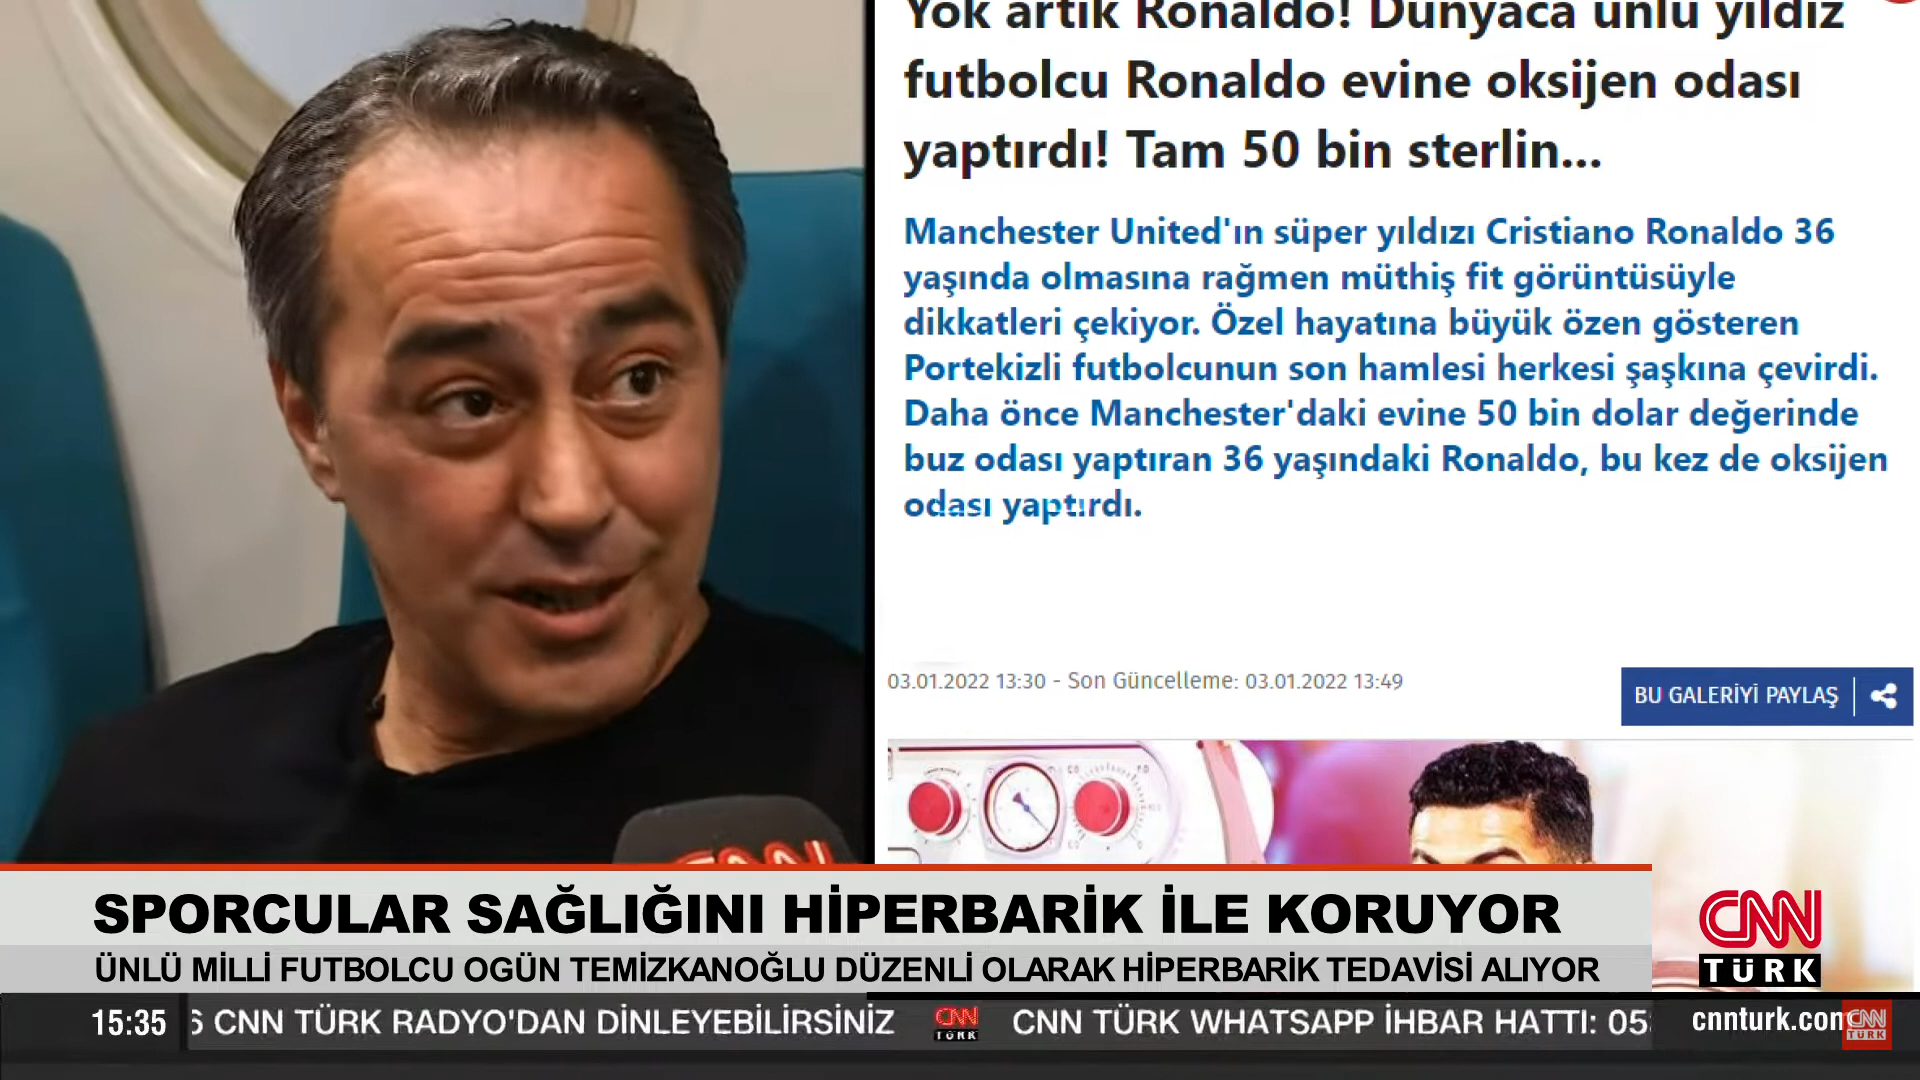 Yok artık Ronaldo! Dünyaca ünlü yıldız
futbolcu Ronaldo evine oksijen odası
yaptırdı! Tam 50 bin sterlin...
Manchester United'ın süper yıldızı Cristiano Ronaldo 36
yaşında olmasına rağmen müthiş fit görüntüsüyle
dikkatleri çekiyor. Özel hayatına büyük özen gösteren
Portekizli futbolcunun son hamlesi herkesi şaşkına çevirdi.
Daha önce Manchester'daki evine 50 bin dolar değerinde
buz odası yaptıran 36 yaşındaki Ronaldo, bu kez de oksijen
odası yaptırdı.
03.01.2022 13:30 - Son Güncelleme: 03.01.2022 13:49
BU GALERİYİ PAYLAŞ
CNN
SPORCULAR SAĞLIĞINI HİPERBARİK İLE KORUYOR
ÜNLÜ MİLLİ FUTBOLCU OGÜN TEMİZKANOĞLU DÜZENLİ OLARAK HİPERBARİK TEDAVİSİ ALIYOR
CNN
TÜRK
15:35 CNN TÜRK RADYO'DAN DİNLEYEBİLİRSİNİZ CNN TÜRK CNN TÜRK WHATSAPP İHBAR HATTI: 05 cnnturk.com CNN TÜRK